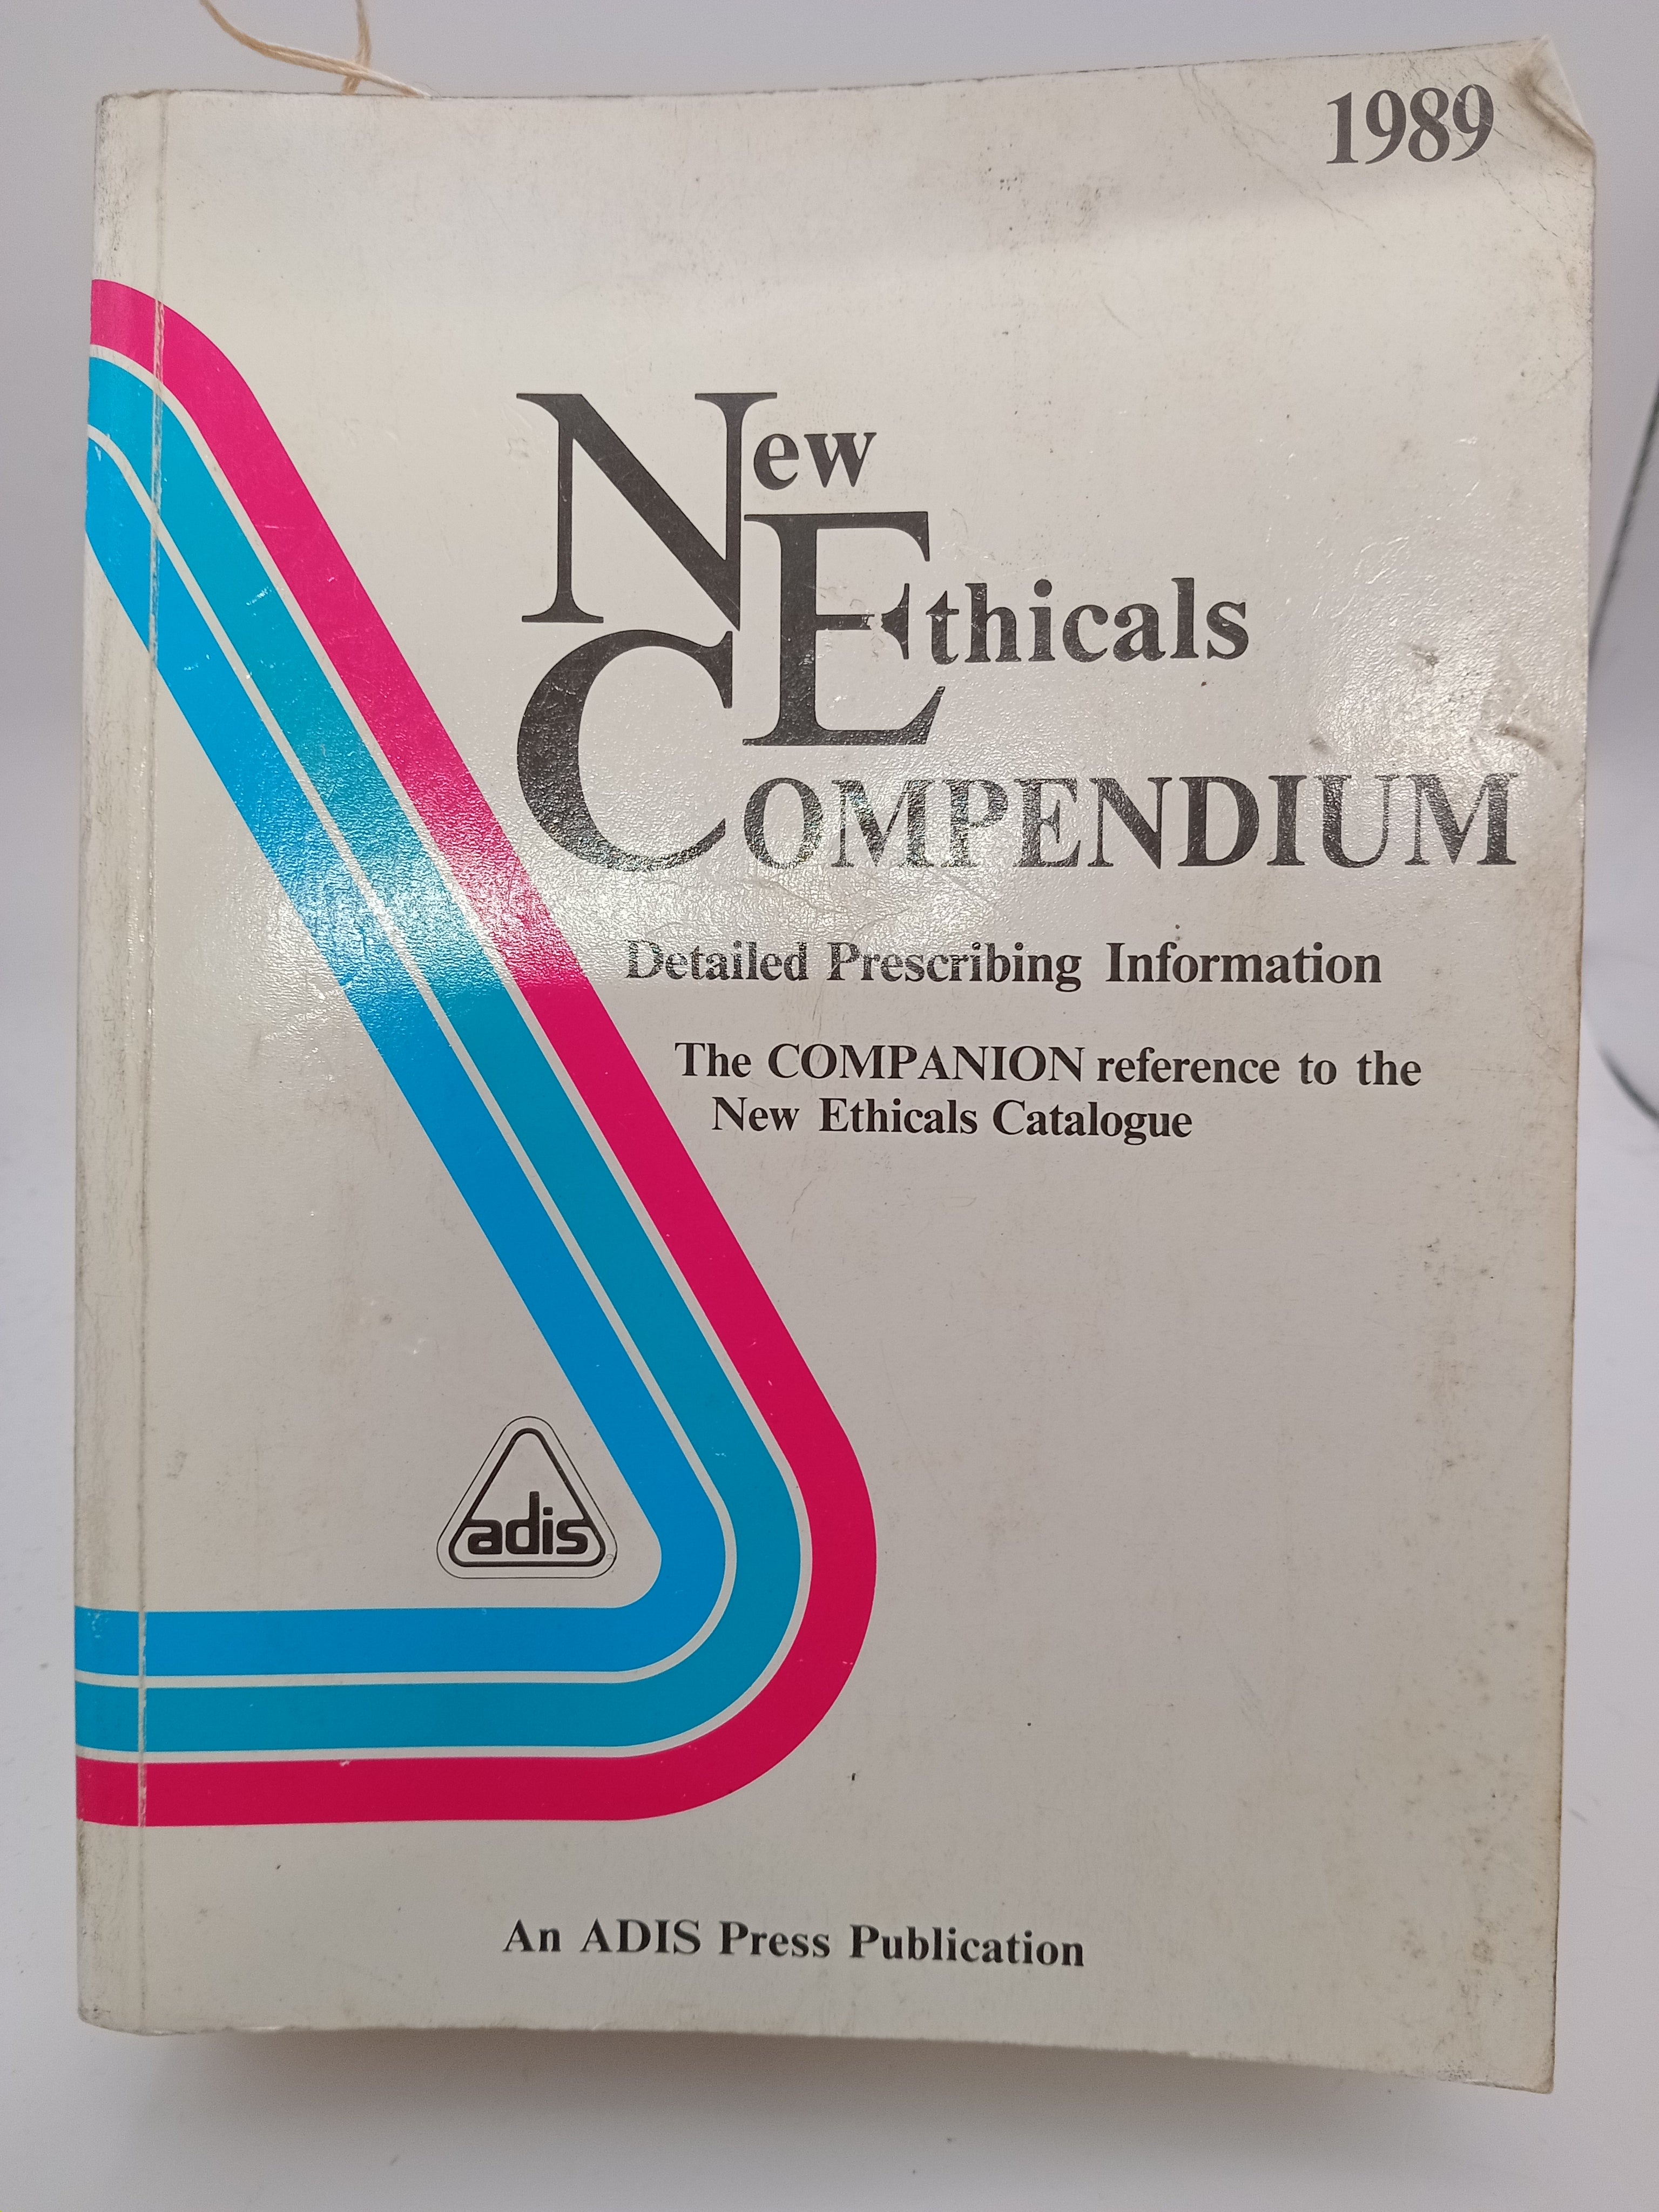 1989
New
Ethicals
COMPENDIUM
Detailed Prescribing Information
The COMPANION reference to the
New Ethicals Catalogue
adis
An ADIS Press Publication